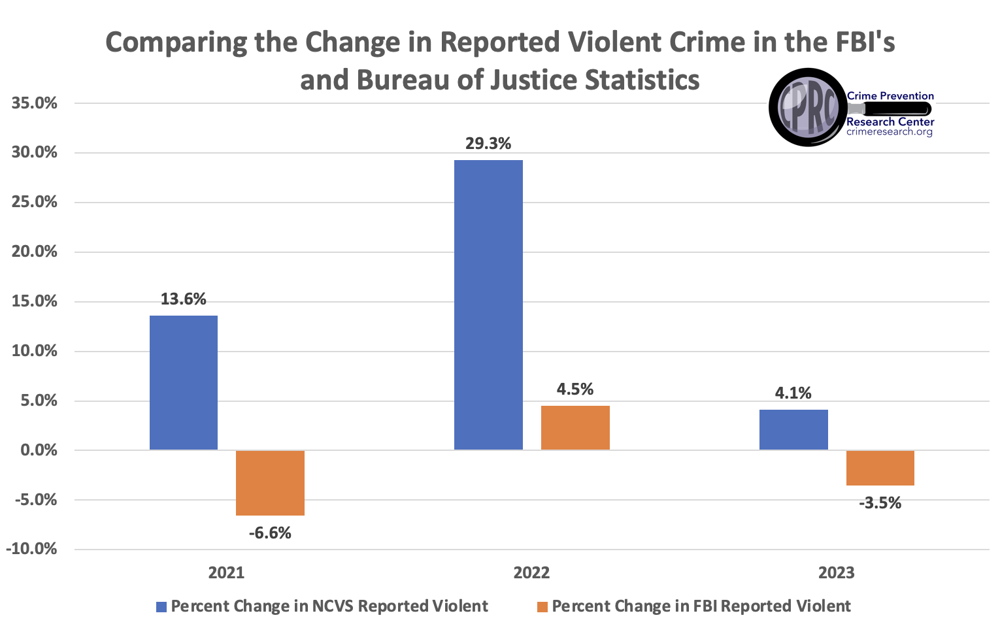 Comparing the Change in Reported Violent Crime in the FBI's
and Bureau of Justice Statistics
CPRC
Crime Prevention
Research Center
crimeresearch.org
35.0%
30.0%
25.0%
20.0%
15.0%
10.0%
5.0%
0.0%
-5.0%
-10.0%
13.6%
-6.6%
29.3%
4.5%
4.1%
-3.5%
2021
2022
2023
Percent Change in NCVS Reported Violent
Percent Change in FBI Reported Violent